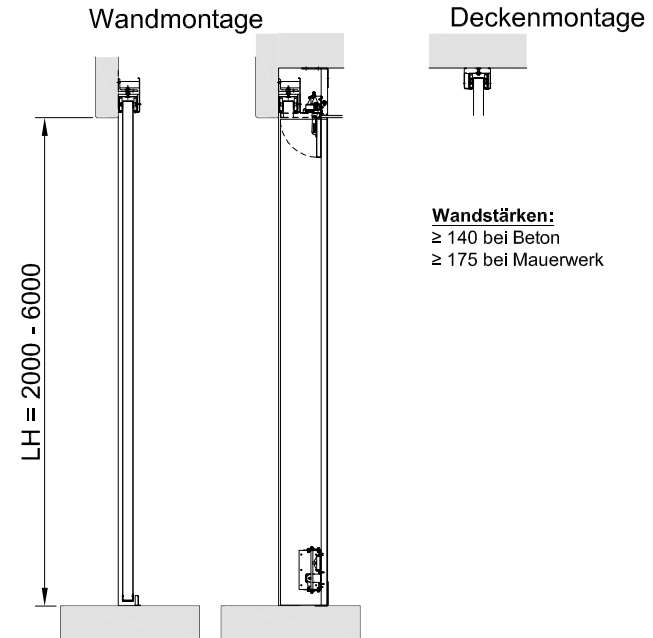 Wandmontage
Deckenmontage
Wandstärken:
≥ 140 bei Beton
≥ 175 bei Mauerwerk
LH = 2000 - 6000